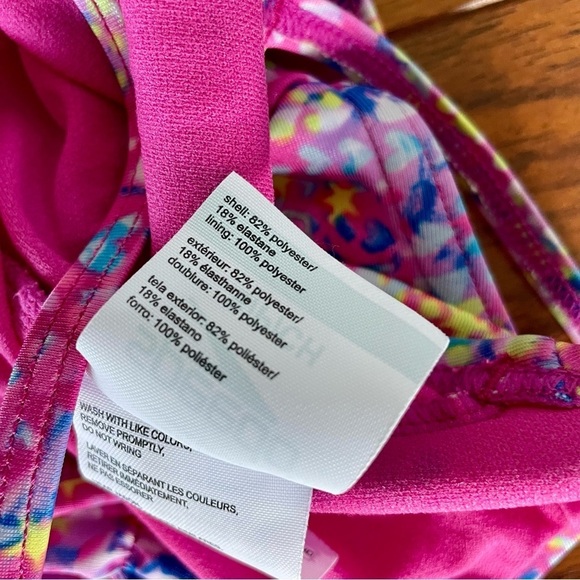 shell: 82% polyester/
18% elastane
lining: 100% polyester
extérieur: 82% polyester/
18% élasthanne
doublure: 100% polyester
tela exterior: 82% poliéster/
18% elastano
forro: 100% poliéster
WASH WITH LIKE COLORS,
REMOVE PROMPTLY,
DO NOT WRING
LAVER EN SÉPARANT LES COULEURS,
RETIRER IMMÉDIATEMENT,
NE PAS ESSORER